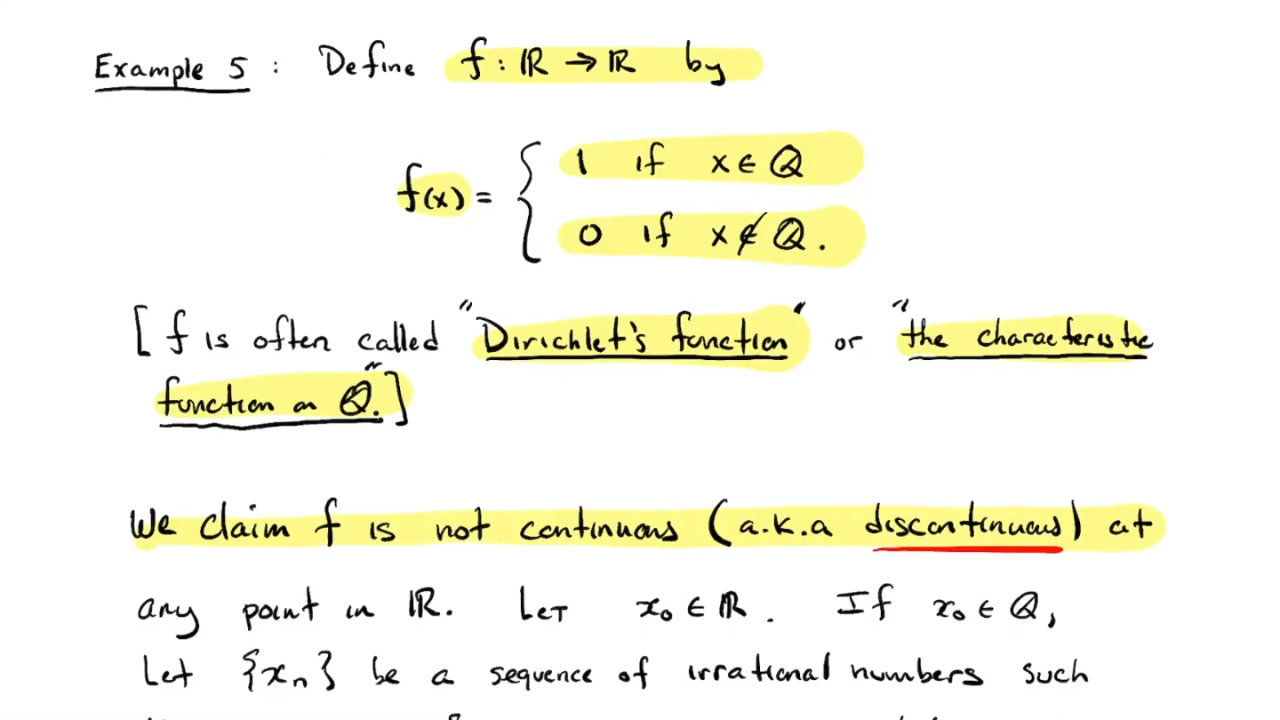 Example 5 : Define f : ℝ → ℝ by
f(x) = { 1 if x ∈ ℚ
0 if x ∉ ℚ.
[ f is often called "Dirichlet's function" or "the characteristic
function on ℚ." ]
We claim f is not continuous (a.k.a discontinuous) at
any point in ℝ. Let x₀ ∈ ℝ. If x₀ ∈ ℚ,
Let {xₙ} be a sequence of irrational numbers such